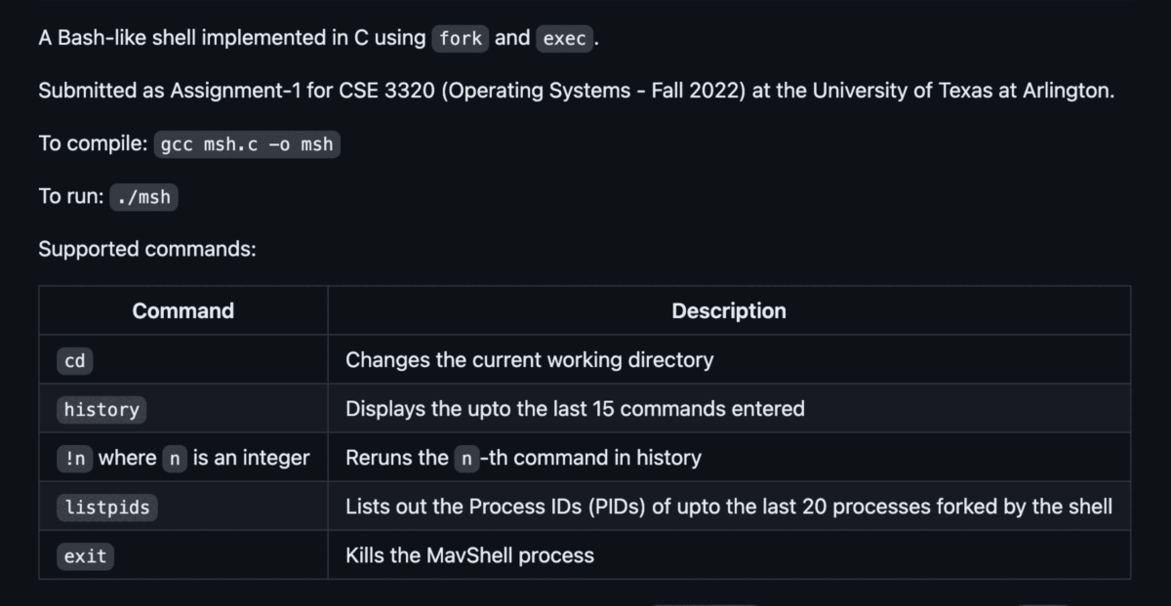 A Bash-like shell implemented in C using fork and exec.
Submitted as Assignment-1 for CSE 3320 (Operating Systems - Fall 2022) at the University of Texas at Arlington.
To compile: gcc msh.c -o msh
To run: ./msh
Supported commands:
Command Description
cd Changes the current working directory
history Displays the upto the last 15 commands entered
!n where n is an integer Reruns the n-th command in history
listpids Lists out the Process IDs (PIDs) of upto the last 20 processes forked by the shell
exit Kills the MavShell process